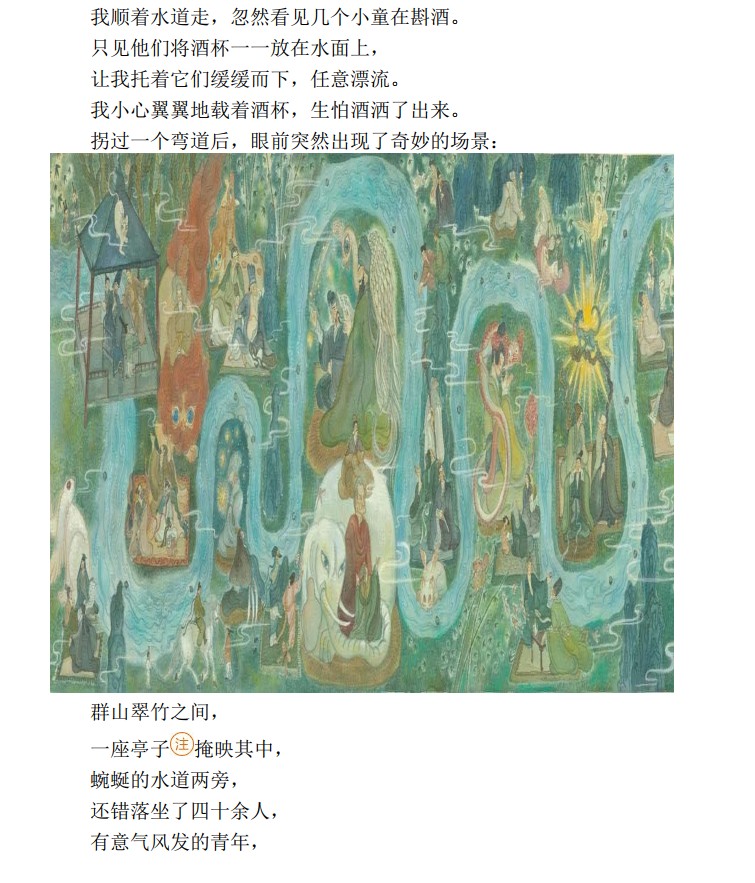 我顺着水道走，忽然看见几个小童在斟酒。
只见他们将酒杯一一放在水面上，
让我托着它们缓缓而下，任意漂流。
我小心翼翼地载着酒杯，生怕酒洒了出来。
拐过一个弯道后，眼前突然出现了奇妙的场景：
群山翠竹之间，
一座亭子注掩映其中，
蜿蜒的水道两旁，
还错落坐了四十余人，
有意气风发的青年，